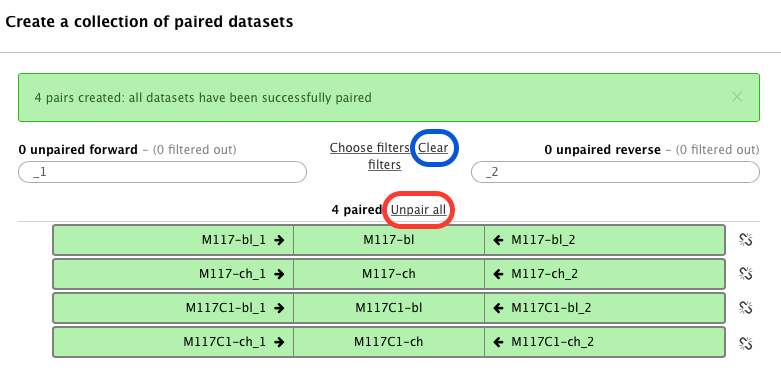 Create a collection of paired datasets
4 pairs created: all datasets have been successfully paired ×
0 unpaired forward – (0 filtered out) Choose filters Clear 0 unpaired reverse – (0 filtered out)
filters
_1 _2
4 paired Unpair all
M117-bl_1 → M117-bl ← M117-bl_2
M117-ch_1 → M117-ch ← M117-ch_2
M117C1-bl_1 → M117C1-bl ← M117C1-bl_2
M117C1-ch_1 → M117C1-ch ← M117C1-ch_2